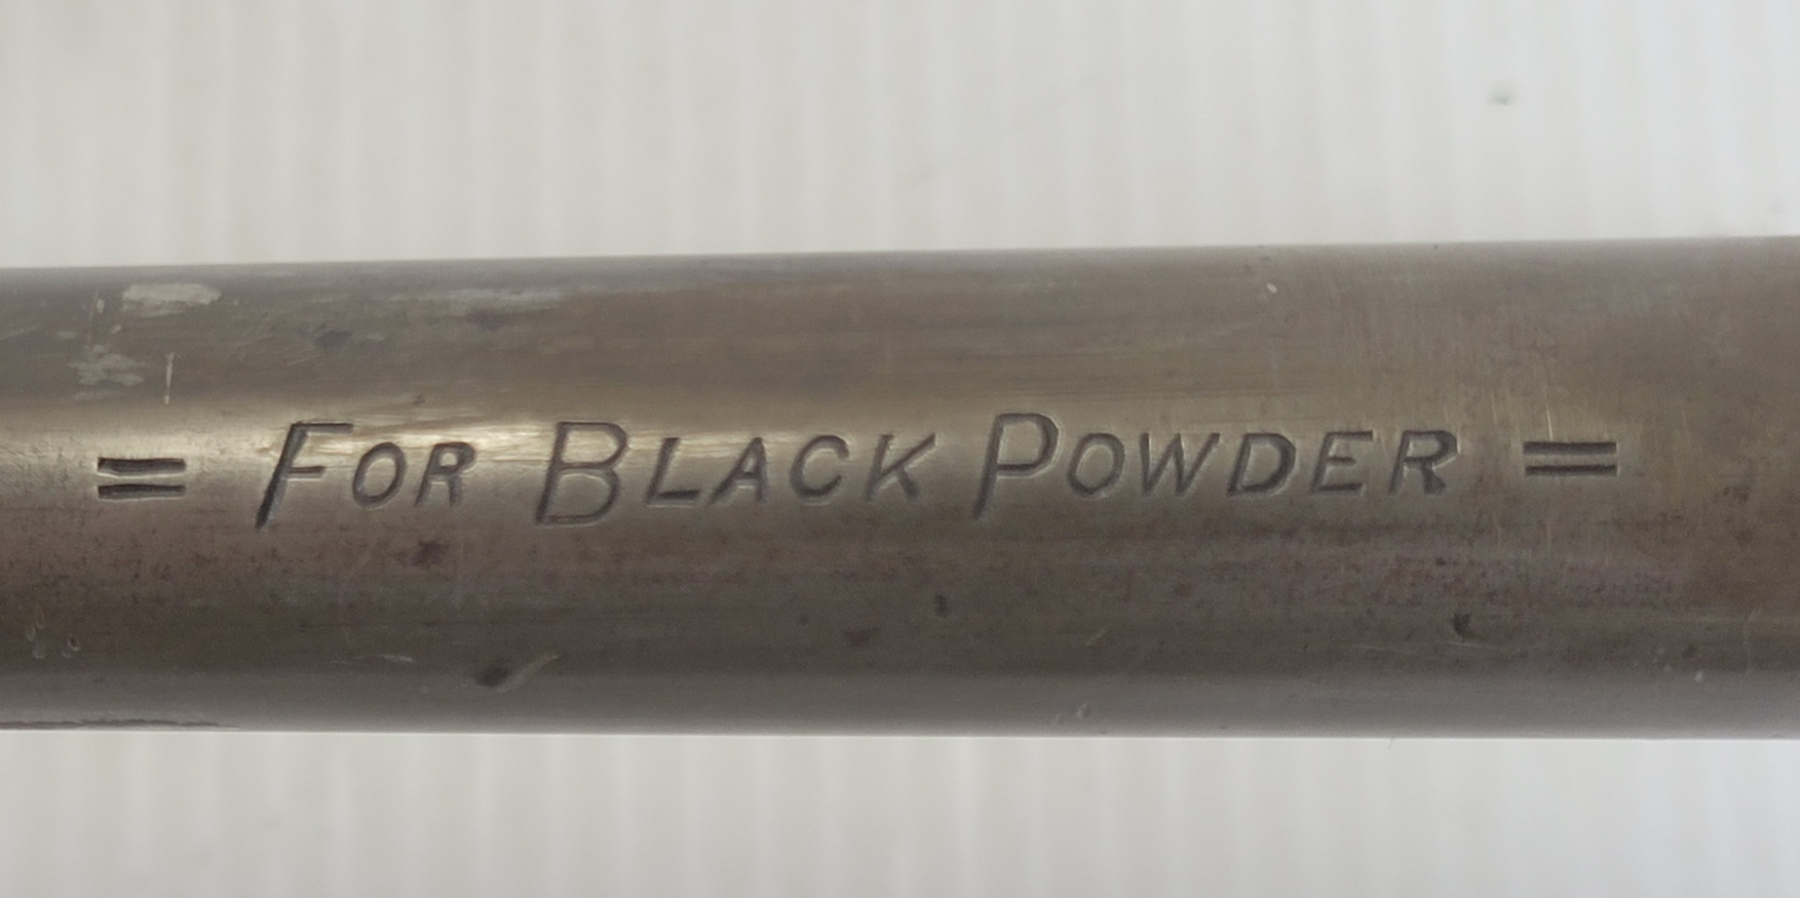 = FOR BLACK POWDER =